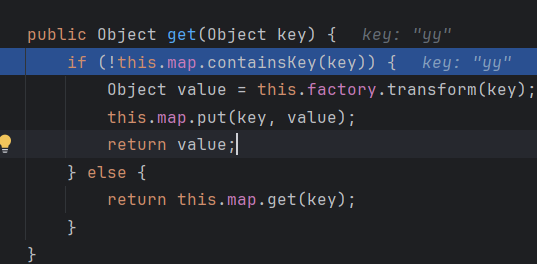 public Object get(Object key) {   key: "yy"
    if (!this.map.containsKey(key)) {   key: "yy"
        Object value = this.factory.transform(key);
        this.map.put(key, value);
        return value;
    } else {
        return this.map.get(key);
    }
}